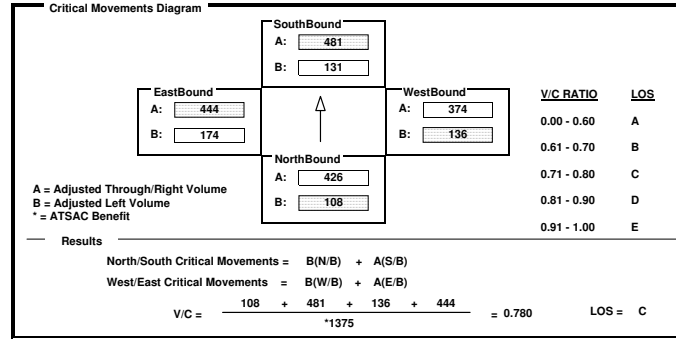 Critical Movements Diagram
SouthBound
A: 481
B: 131
EastBound
A: 444
B: 174
WestBound
A: 374
B: 136
NorthBound
A: 426
B: 108
V/C RATIO LOS
0.00 - 0.60 A
0.61 - 0.70 B
0.71 - 0.80 C
0.81 - 0.90 D
0.91 - 1.00 E
A = Adjusted Through/Right Volume
B = Adjusted Left Volume
* = ATSAC Benefit
Results
North/South Critical Movements = B(N/B) + A(S/B)
West/East Critical Movements = B(W/B) + A(E/B)
V/C = 108 + 481 + 136 + 444 = 0.780 LOS = C
*1375